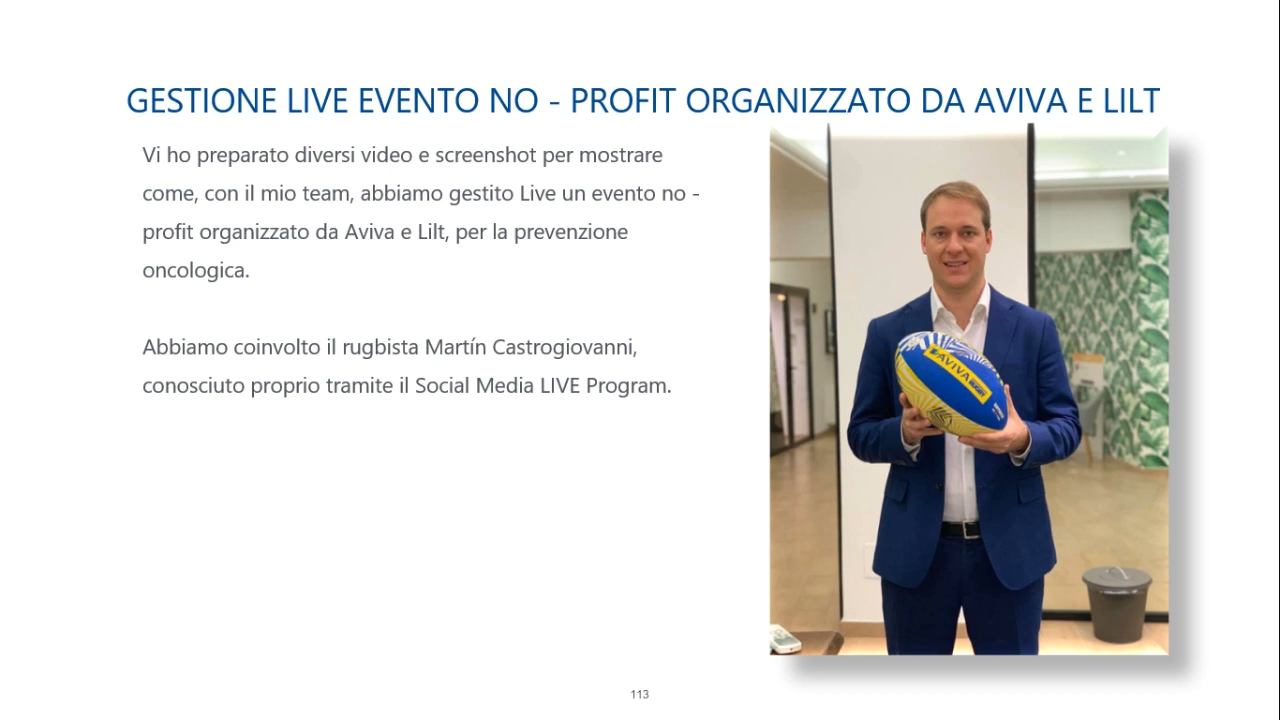 GESTIONE LIVE EVENTO NO - PROFIT ORGANIZZATO DA AVIVA E LILT
Vi ho preparato diversi video e screenshot per mostrare
come, con il mio team, abbiamo gestito Live un evento no -
profit organizzato da Aviva e Lilt, per la prevenzione
oncologica.
Abbiamo coinvolto il rugbista Martín Castrogiovanni,
conosciuto proprio tramite il Social Media LIVE Program.
AVIVA
113